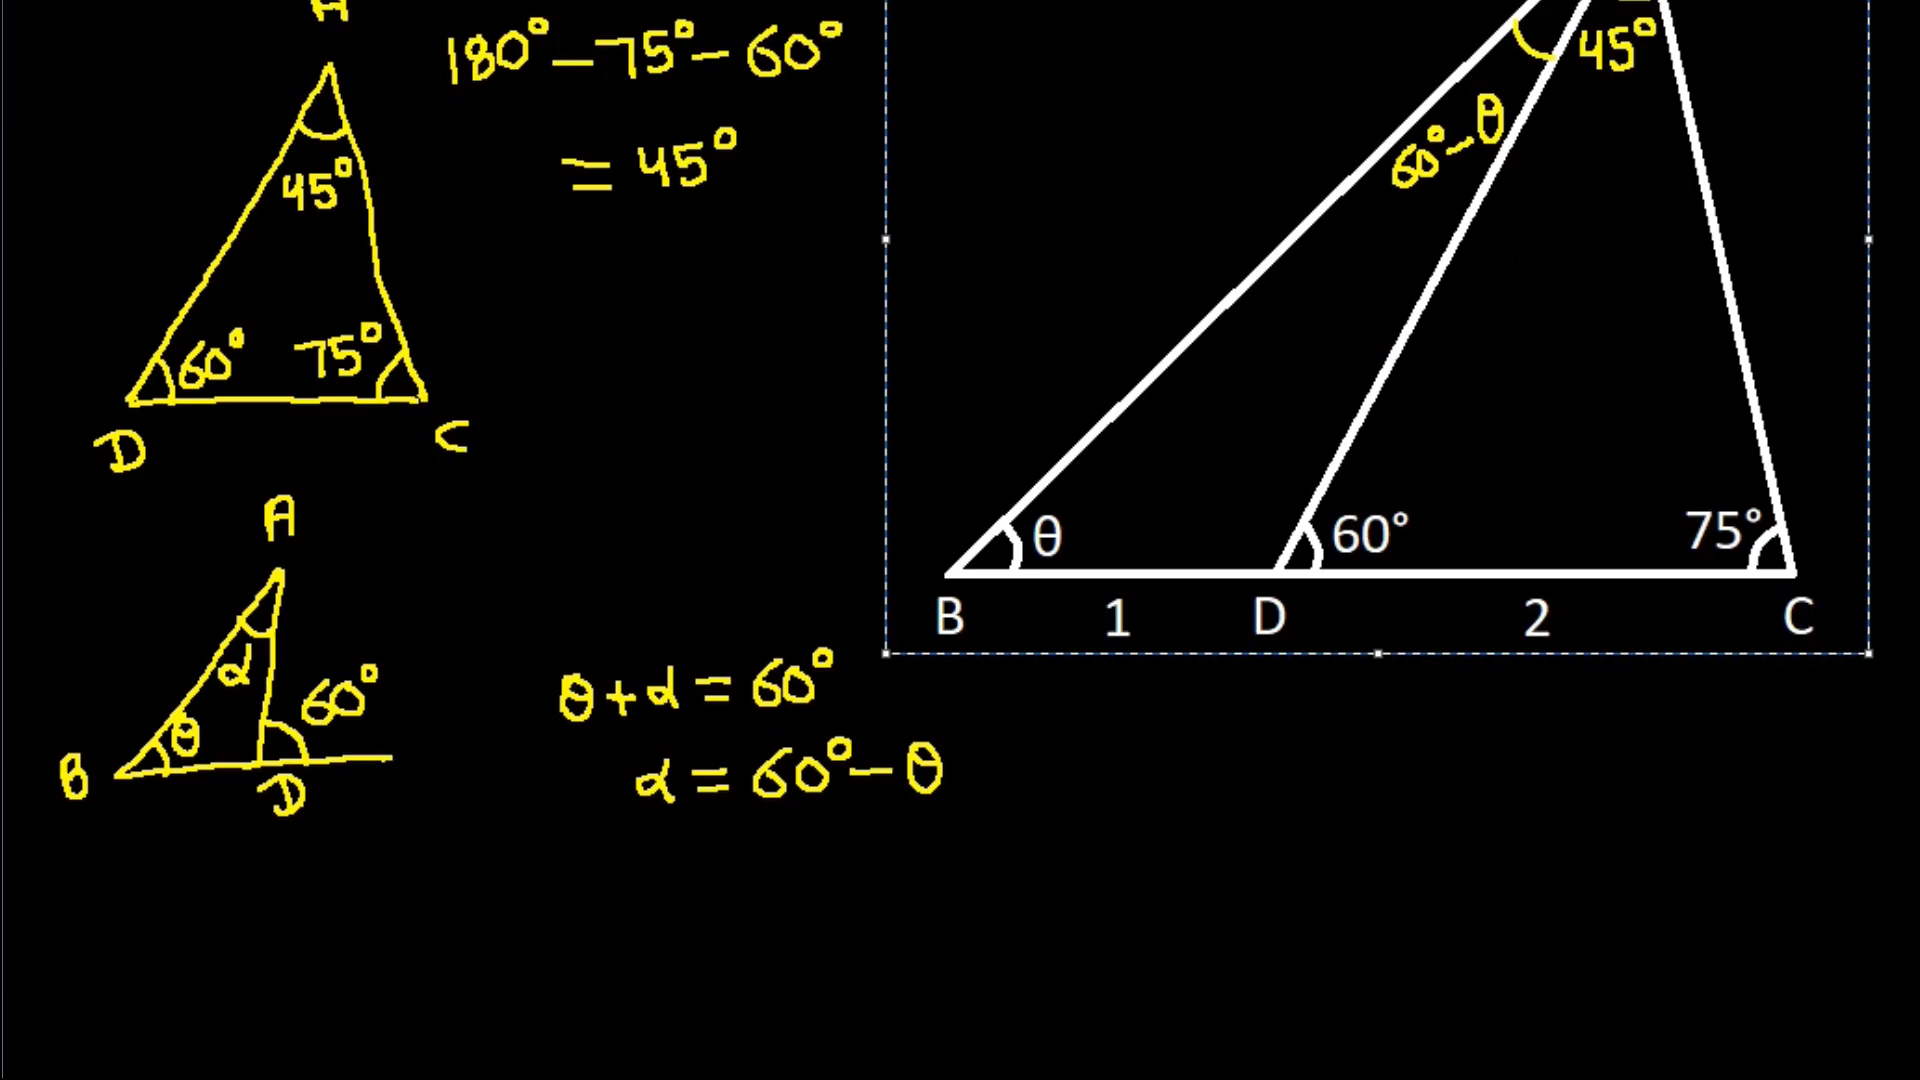 A
180° - 75° - 60°
= 45°
45°
60° 75°
D C
A
α
θ 60°
B D
θ + α = 60°
α = 60° - θ
45°
60° - θ
θ 60° 75°
B 1 D 2 C